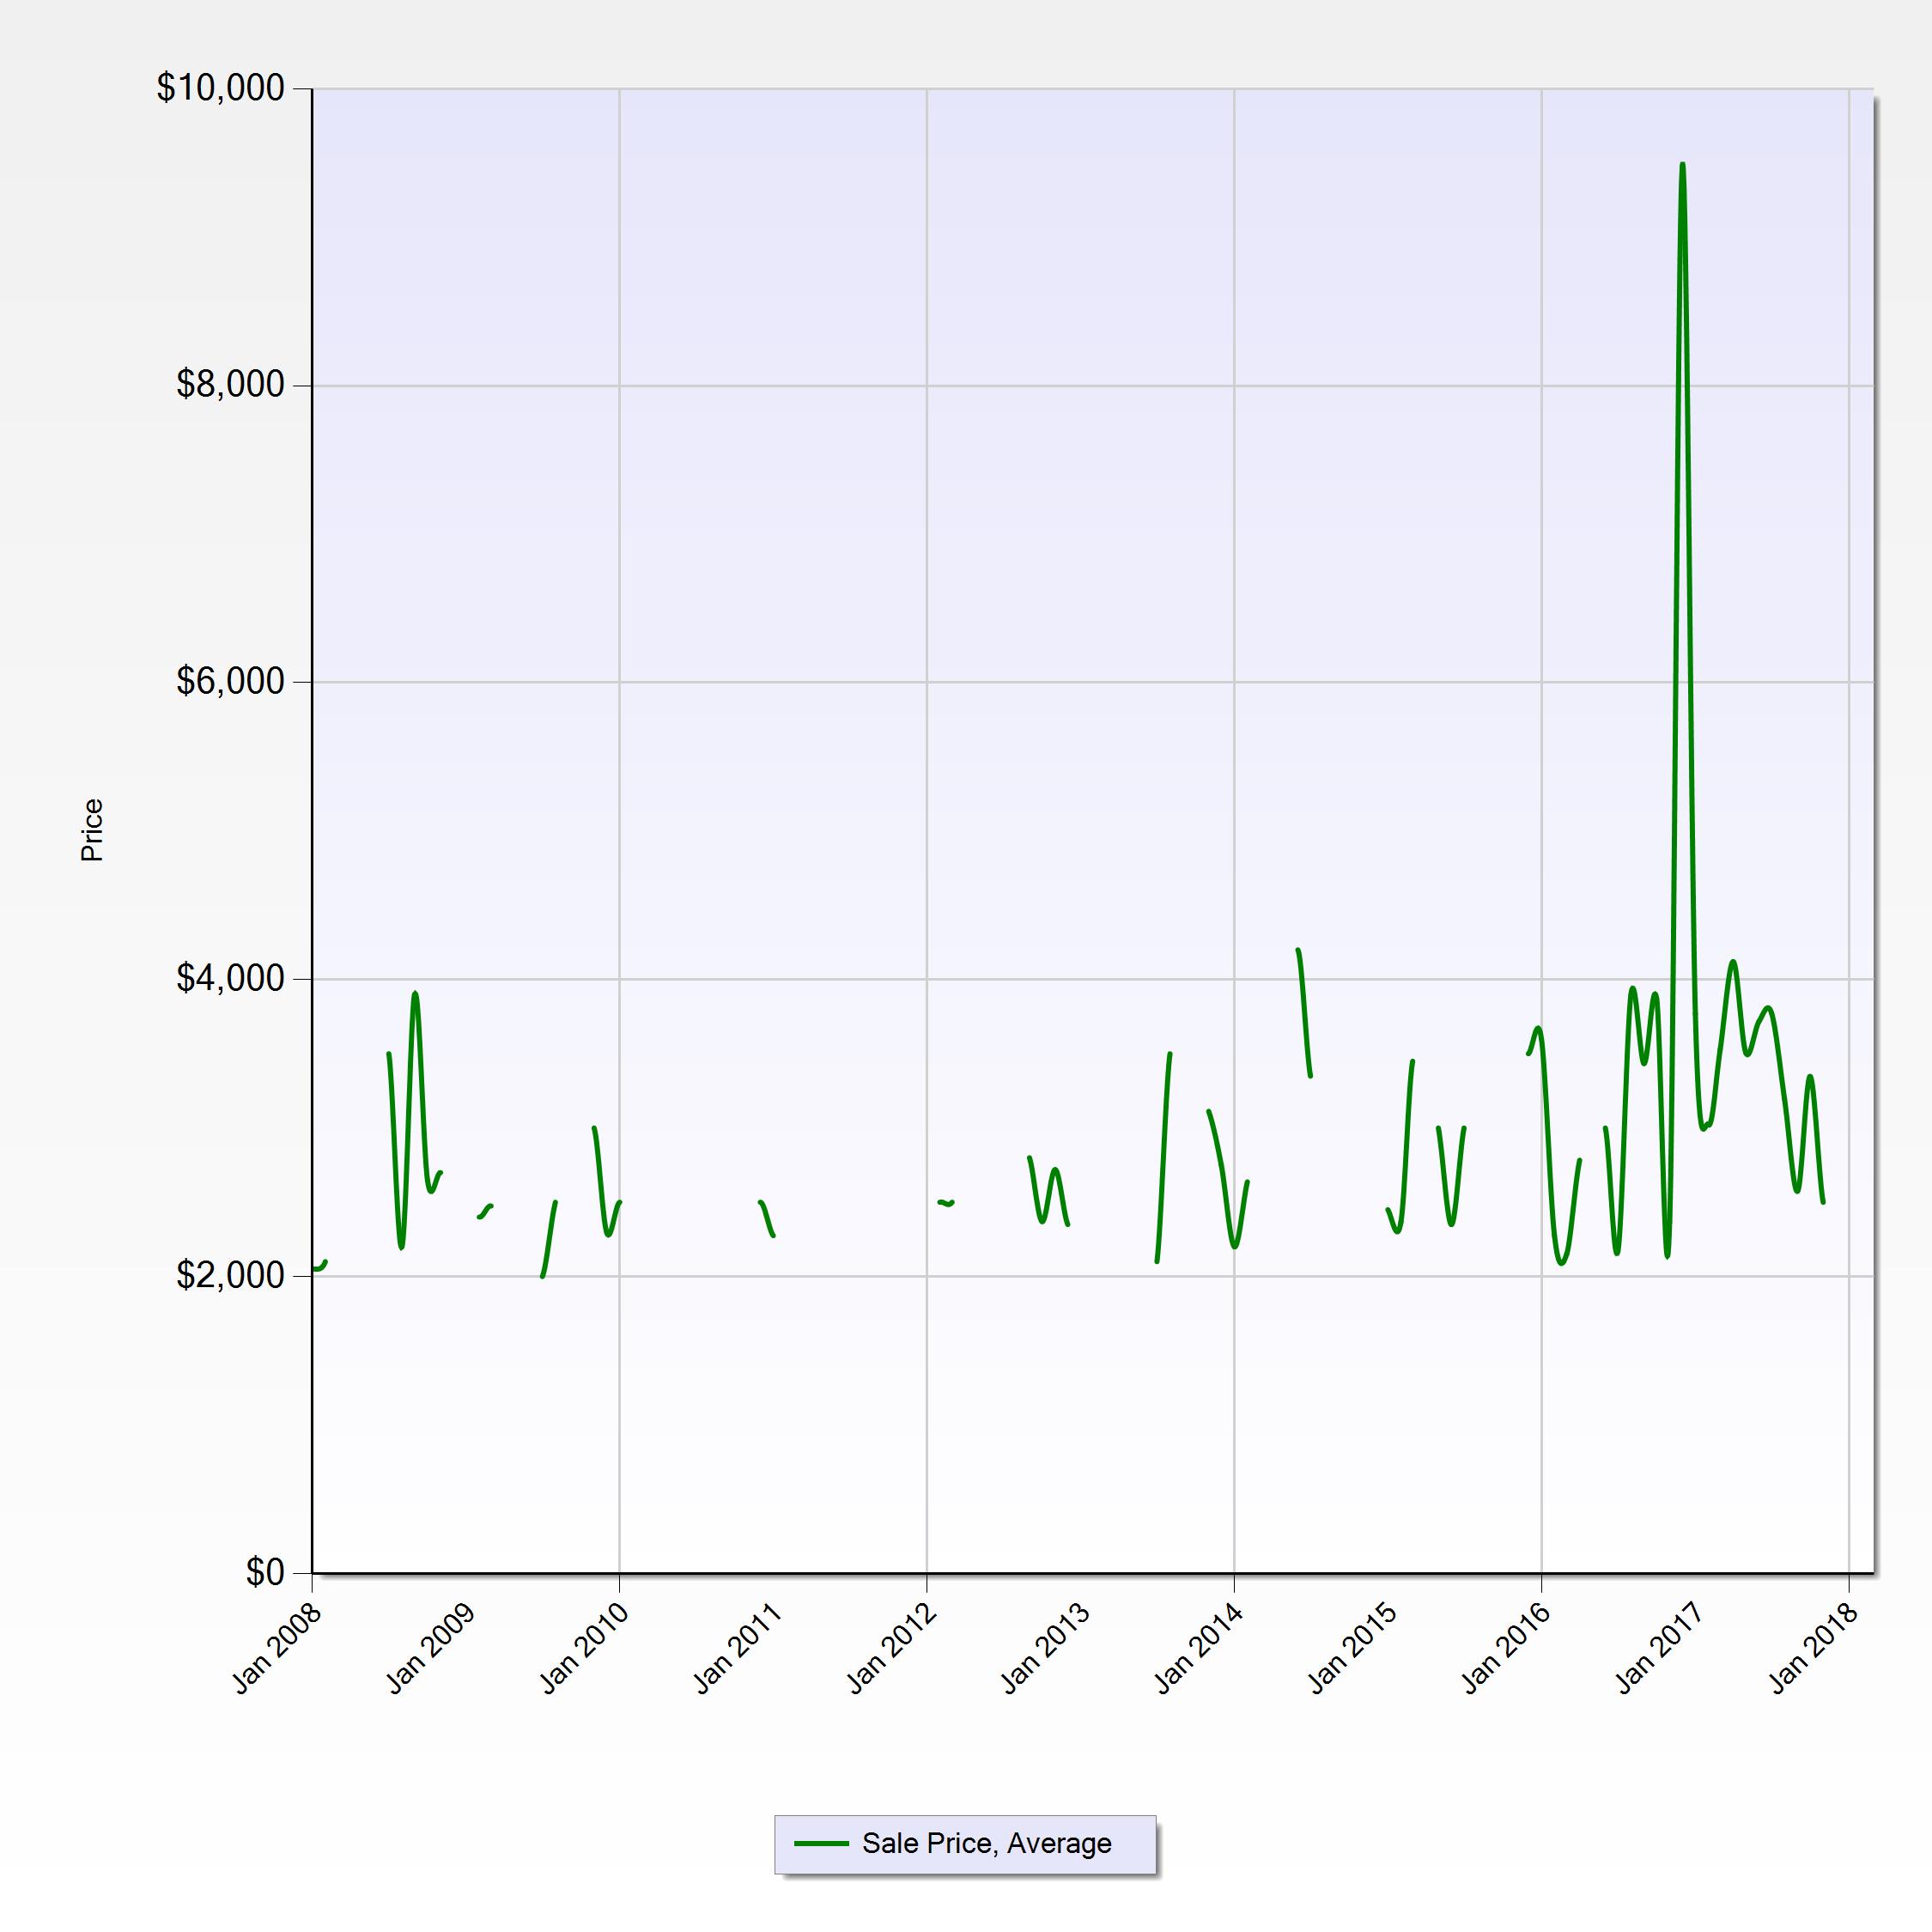 $10,000
$8,000
$6,000
$4,000
$2,000
$0
Price
Jan 2008
Jan 2009
Jan 2010
Jan 2011
Jan 2012
Jan 2013
Jan 2014
Jan 2015
Jan 2016
Jan 2017
Jan 2018
Sale Price, Average